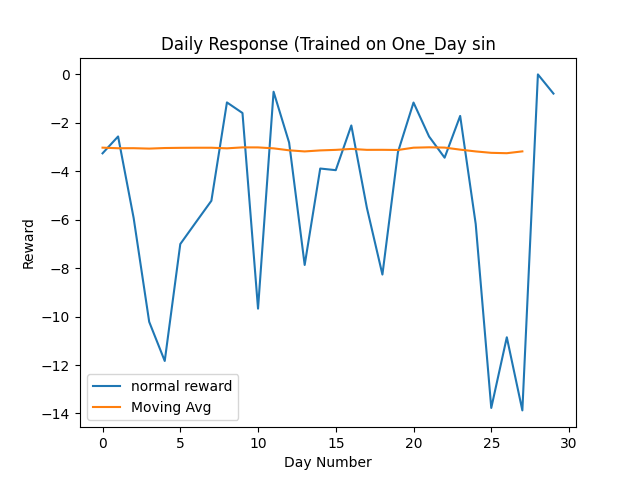 Daily Response (Trained on One_Day sin
0
−2
−4
−6
−8
−10
−12
−14
Reward
normal reward
Moving Avg
0 5 10 15 20 25 30
Day Number